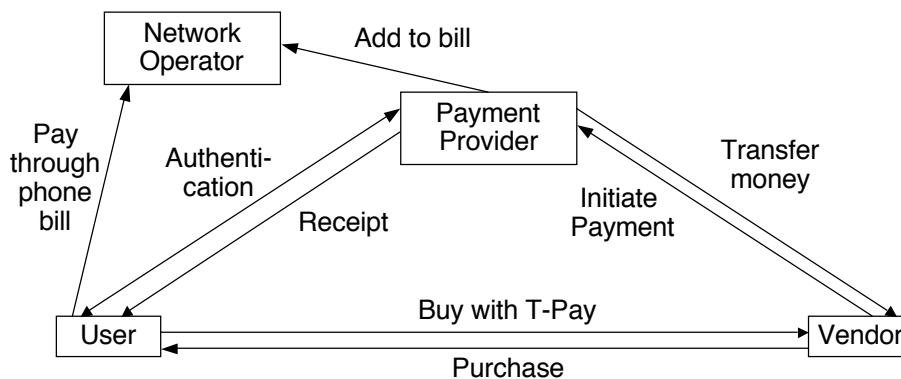 Network
Operator
Add to bill
Payment
Provider
Pay
through
phone
bill
Authenti-
cation
Receipt
Transfer
money
Initiate
Payment
Buy with T-Pay
User
Vendor
Purchase